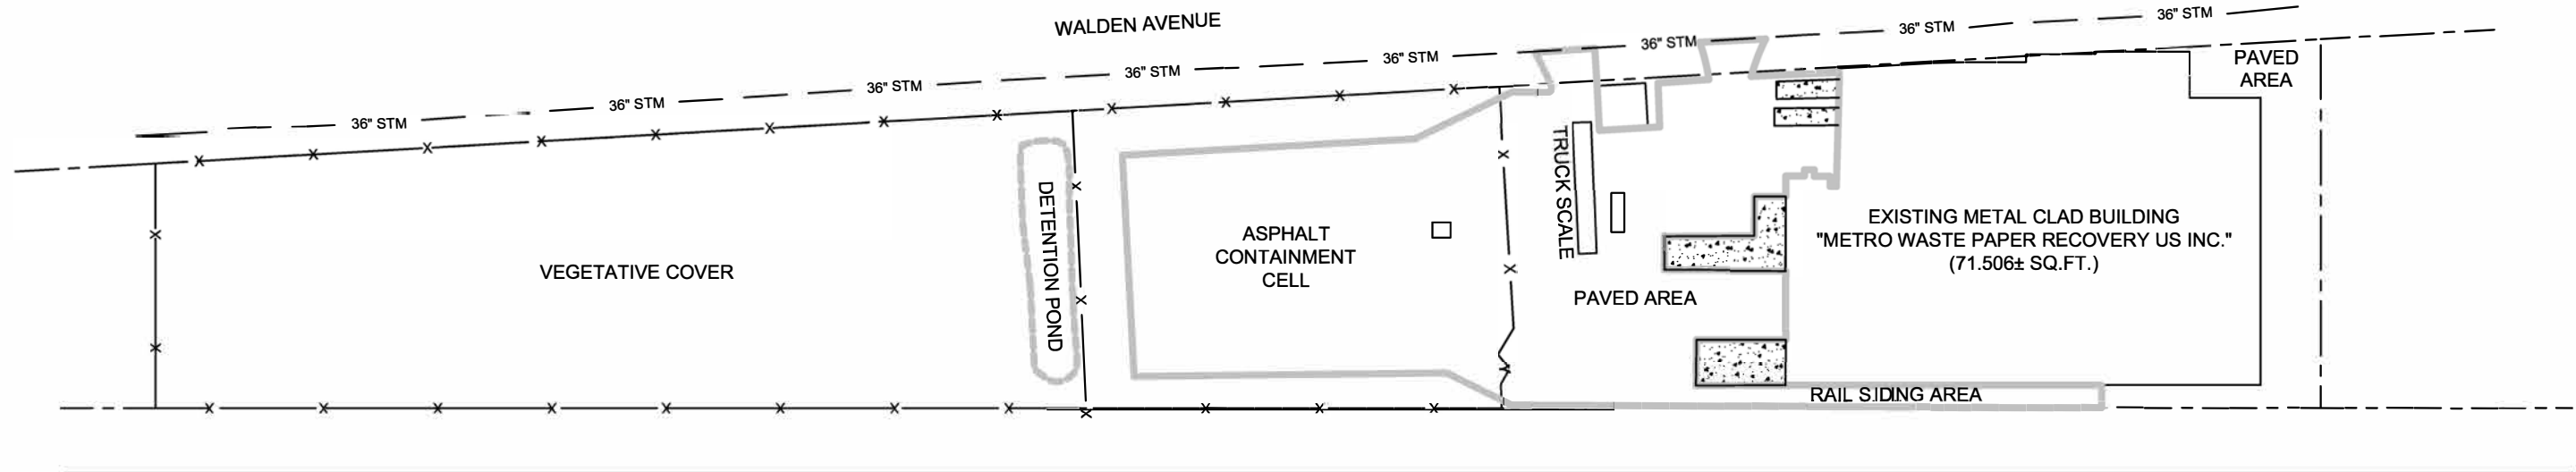 WALDEN AVENUE
36" STM
36" STM
36" STM
36" STM
36" STM
36" STM
36" STM
36" STM
PAVED
AREA
VEGETATIVE COVER
DETENTION POND
ASPHALT
CONTAINMENT
CELL
TRUCK SCALE
PAVED AREA
EXISTING METAL CLAD BUILDING
"METRO WASTE PAPER RECOVERY US INC."
(71.506± SQ.FT.)
RAIL SIDING AREA